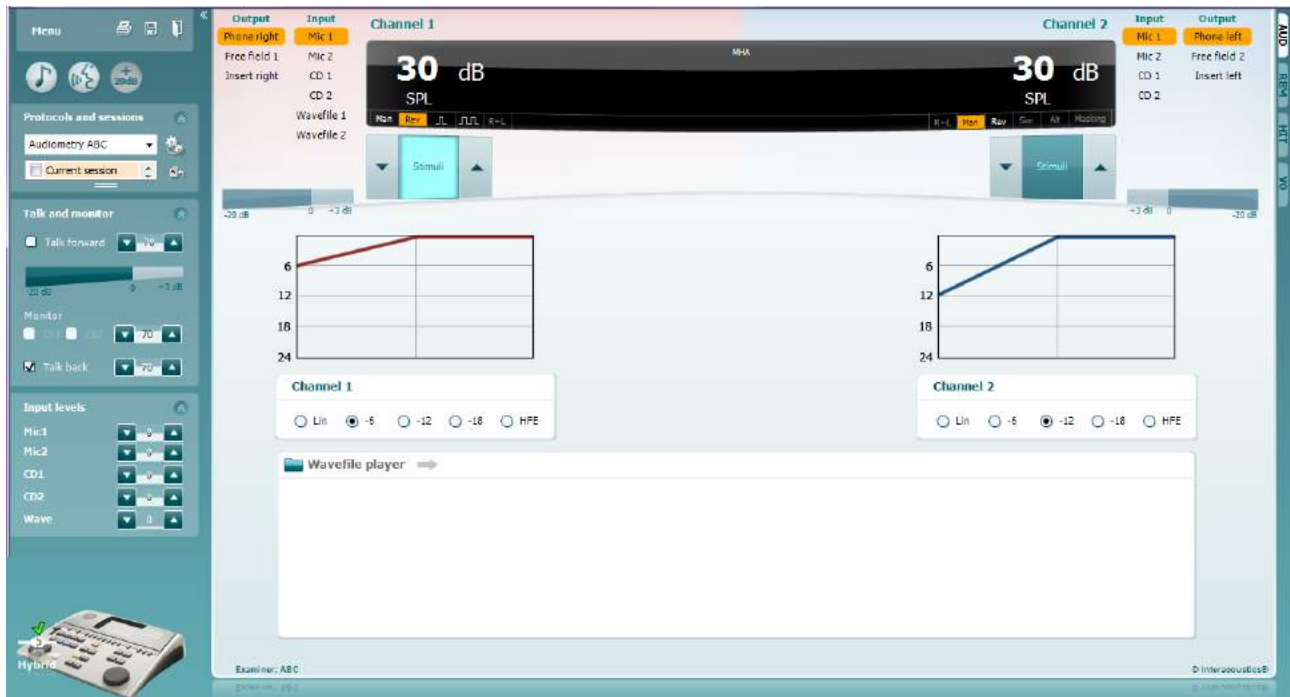 Menu
+
20dB
Protocols and sessions
Audiometry ABC
Current session
Talk and monitor
Talk forward 70
-20 dB 0 +3 dB
Monitor
70
Talk back 70
Input levels
Mic1 0
Mic2 0
CD1 0
CD2 0
Wave 0
Hybrid
Output Input
Phone right Mic 1
Free field 1 Mic 2
Insert right CD 1
CD 2
Wavefile 1
Wavefile 2
-20 dB 0 +3 dB
Channel 1
30 dB
SPL
Man Rev R+L
Stimuli
MHA
Channel 2
30 dB
SPL
R+L Man Rev Sim Alt Masking
Stimuli
Input Output
Mic 1 Phone left
Mic 2 Free field 2
CD 1 Insert left
CD 2
+3 dB 0 -20 dB
AUD
REM
HIT
VO
6
12
18
24
6
12
18
24
Channel 1
Lin -6 -12 -18 HFE
Channel 2
Lin -6 -12 -18 HFE
Wavefile player
Examiner: ABC
© Interacoustics®